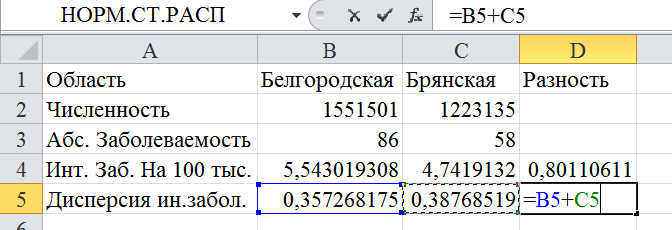 НОРМ.СТ.РАСП =B5+C5
A B C D
1 Область Белгородская Брянская Разность
2 Численность 1551501 1223135
3 Абс. Заболеваемость 86 58
4 Инт. Заб. На 100 тыс. 5,543019308 4,7419132 0,80110611
5 Дисперсия ин.забол. 0,357268175 0,38768519 =B5+C5